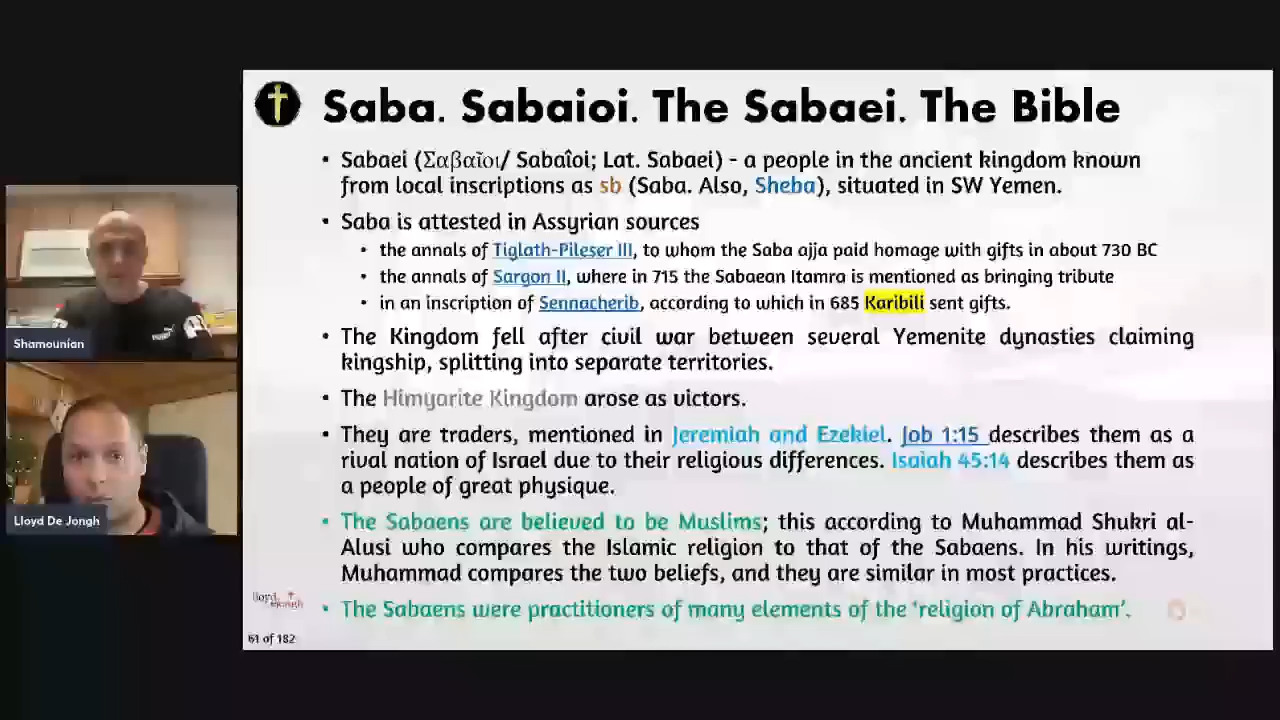 Saba. Sabaioi. The Sabaei. The Bible
• Sabaei (Σαβαῖοι/ Sabaîoi; Lat. Sabaei) - a people in the ancient kingdom known
from local inscriptions as sb (Saba. Also, Sheba), situated in SW Yemen.
• Saba is attested in Assyrian sources
• the annals of Tiglath-Pileser III, to whom the Saba ajja paid homage with gifts in about 730 BC
• the annals of Sargon II, where in 715 the Sabaean Itamra is mentioned as bringing tribute
• in an inscription of Sennacherib, according to which in 685 Karibili sent gifts.
• The Kingdom fell after civil war between several Yemenite dynasties claiming
kingship, splitting into separate territories.
• The Himyarite Kingdom arose as victors.
• They are traders, mentioned in Jeremiah and Ezekiel. Job 1:15 describes them as a
rival nation of Israel due to their religious differences. Isaiah 45:14 describes them as
a people of great physique.
• The Sabaens are believed to be Muslims; this according to Muhammad Shukri al-
Alusi who compares the Islamic religion to that of the Sabaens. In his writings,
Muhammad compares the two beliefs, and they are similar in most practices.
• The Sabaens were practitioners of many elements of the ‘religion of Abraham’.
61 of 182
Shamounian
Lloyd De Jongh